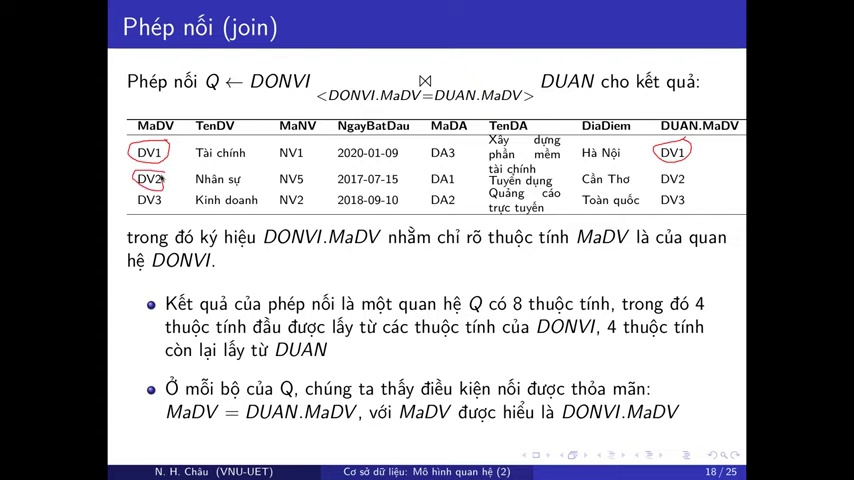 Phép nối (join)
Phép nối Q ← DONVI ⋈ <DONVI.MaDV=DUAN.MaDV> DUAN cho kết quả:
MaDV TenDV MaNV NgayBatDau MaDA TenDA DiaDiem DUAN.MaDV
DV1 Tài chính NV1 2020-01-09 DA3 Xây dựng phần mềm tài chính Hà Nội DV1
DV2 Nhân sự NV5 2017-07-15 DA1 Tuyển dụng Cần Thơ DV2
DV3 Kinh doanh NV2 2018-09-10 DA2 Quảng cáo trực tuyến Toàn quốc DV3
trong đó ký hiệu DONVI.MaDV nhằm chỉ rõ thuộc tính MaDV là của quan
hệ DONVI.
Kết quả của phép nối là một quan hệ Q có 8 thuộc tính, trong đó 4
thuộc tính đầu được lấy từ các thuộc tính của DONVI, 4 thuộc tính
còn lại lấy từ DUAN
Ở mỗi bộ của Q, chúng ta thấy điều kiện nối được thỏa mãn:
MaDV = DUAN.MaDV, với MaDV được hiểu là DONVI.MaDV
N. H. Châu (VNU-UET) Cơ sở dữ liệu: Mô hình quan hệ (2) 18 / 25